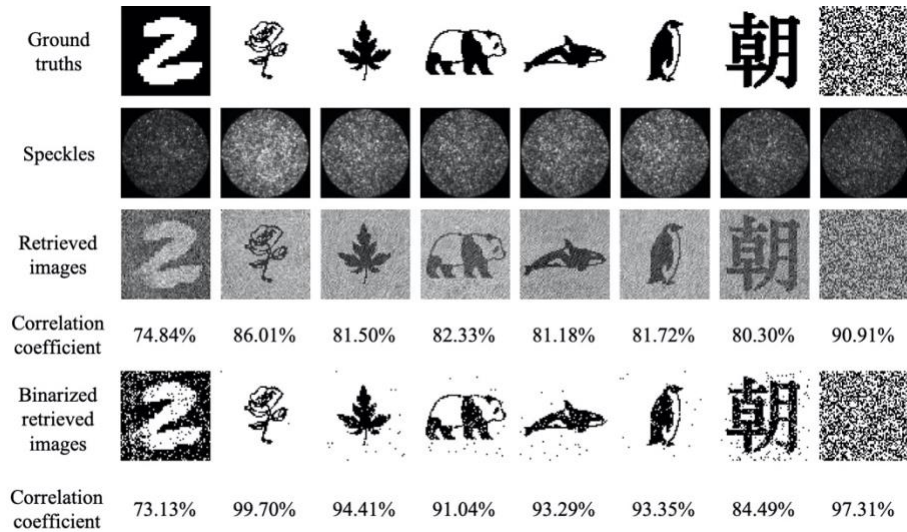 Ground
truths
朝
Speckles
Retrieved
images
朝
Correlation
coefficient
74.84% 86.01% 81.50% 82.33% 81.18% 81.72% 80.30% 90.91%
Binarized
retrieved
images
朝
Correlation
coefficient
73.13% 99.70% 94.41% 91.04% 93.29% 93.35% 84.49% 97.31%